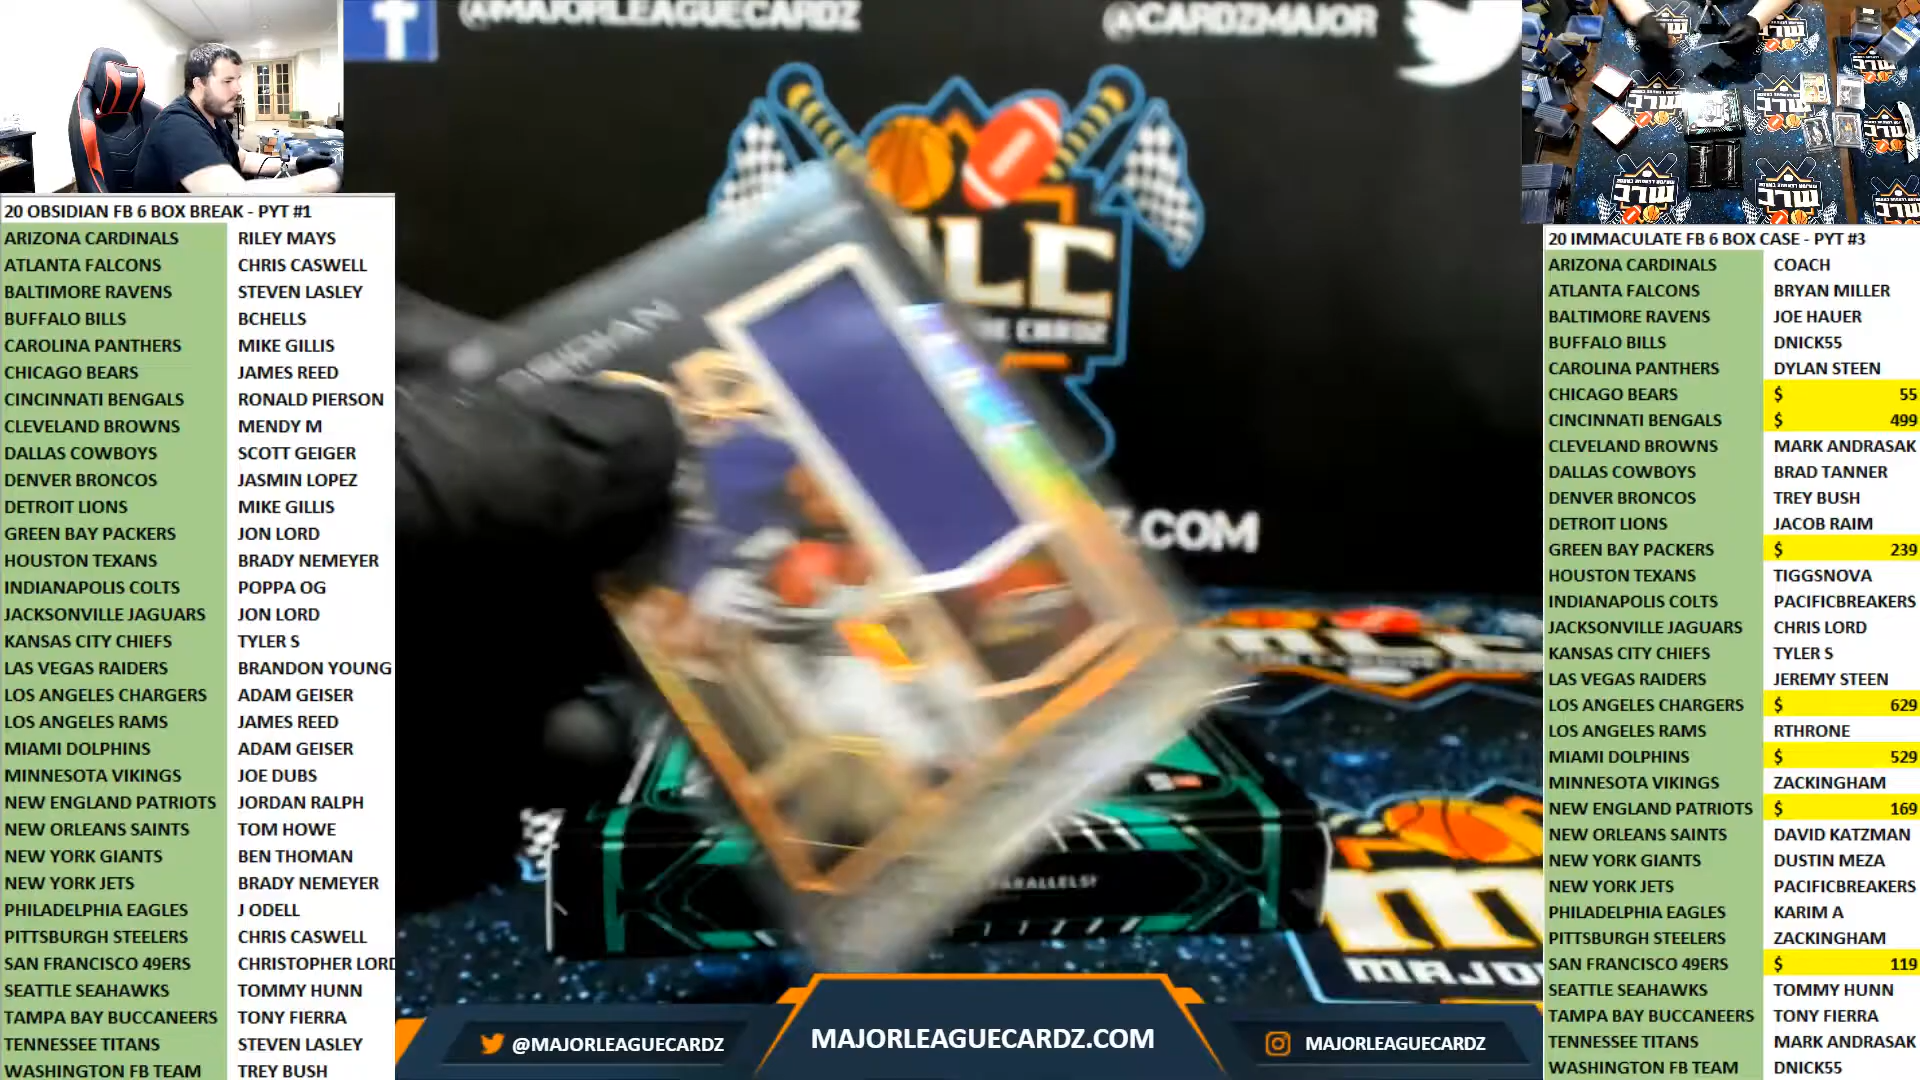 @MAJORLEAGUECARDZ
@CARDZMAJOR
20 OBSIDIAN FB 6 BOX BREAK - PYT #1
ARIZONA CARDINALS RILEY MAYS
ATLANTA FALCONS CHRIS CASWELL
BALTIMORE RAVENS STEVEN LASLEY
BUFFALO BILLS BCHELLS
CAROLINA PANTHERS MIKE GILLIS
CHICAGO BEARS JAMES REED
CINCINNATI BENGALS RONALD PIERSON
CLEVELAND BROWNS MENDY M
DALLAS COWBOYS SCOTT GEIGER
DENVER BRONCOS JASMIN LOPEZ
DETROIT LIONS MIKE GILLIS
GREEN BAY PACKERS JON LORD
HOUSTON TEXANS BRADY NEMEYER
INDIANAPOLIS COLTS POPPA OG
JACKSONVILLE JAGUARS JON LORD
KANSAS CITY CHIEFS TYLER S
LAS VEGAS RAIDERS BRANDON YOUNG
LOS ANGELES CHARGERS ADAM GEISER
LOS ANGELES RAMS JAMES REED
MIAMI DOLPHINS ADAM GEISER
MINNESOTA VIKINGS JOE DUBS
NEW ENGLAND PATRIOTS JORDAN RALPH
NEW ORLEANS SAINTS TOM HOWE
NEW YORK GIANTS BEN THOMAN
NEW YORK JETS BRADY NEMEYER
PHILADELPHIA EAGLES J ODELL
PITTSBURGH STEELERS CHRIS CASWELL
SAN FRANCISCO 49ERS CHRISTOPHER LORD
SEATTLE SEAHAWKS TOMMY HUNN
TAMPA BAY BUCCANEERS TONY FIERRA
TENNESSEE TITANS STEVEN LASLEY
WASHINGTON FB TEAM TREY BUSH
OBSIDIAN
LC
CARDZ
Z.COM
PARALLELS!
MLC
MAJO
@MAJORLEAGUECARDZ
MAJORLEAGUECARDZ.COM
MAJORLEAGUECARDZ
20 IMMACULATE FB 6 BOX CASE - PYT #3
ARIZONA CARDINALS COACH
ATLANTA FALCONS BRYAN MILLER
BALTIMORE RAVENS JOE HAUER
BUFFALO BILLS DNICK55
CAROLINA PANTHERS DYLAN STEEN
CHICAGO BEARS $ 55
CINCINNATI BENGALS $ 499
CLEVELAND BROWNS MARK ANDRASAK
DALLAS COWBOYS BRAD TANNER
DENVER BRONCOS TREY BUSH
DETROIT LIONS JACOB RAIM
GREEN BAY PACKERS $ 239
HOUSTON TEXANS TIGGSNOVA
INDIANAPOLIS COLTS PACIFICBREAKERS
JACKSONVILLE JAGUARS CHRIS LORD
KANSAS CITY CHIEFS TYLER S
LAS VEGAS RAIDERS JEREMY STEEN
LOS ANGELES CHARGERS $ 629
LOS ANGELES RAMS RTHRONE
MIAMI DOLPHINS $ 529
MINNESOTA VIKINGS ZACKINGHAM
NEW ENGLAND PATRIOTS $ 169
NEW ORLEANS SAINTS DAVID KATZMAN
NEW YORK GIANTS DUSTIN MEZA
NEW YORK JETS PACIFICBREAKERS
PHILADELPHIA EAGLES KARIM A
PITTSBURGH STEELERS ZACKINGHAM
SAN FRANCISCO 49ERS $ 119
SEATTLE SEAHAWKS TOMMY HUNN
TAMPA BAY BUCCANEERS TONY FIERRA
TENNESSEE TITANS MARK ANDRASAK
WASHINGTON FB TEAM DNICK55